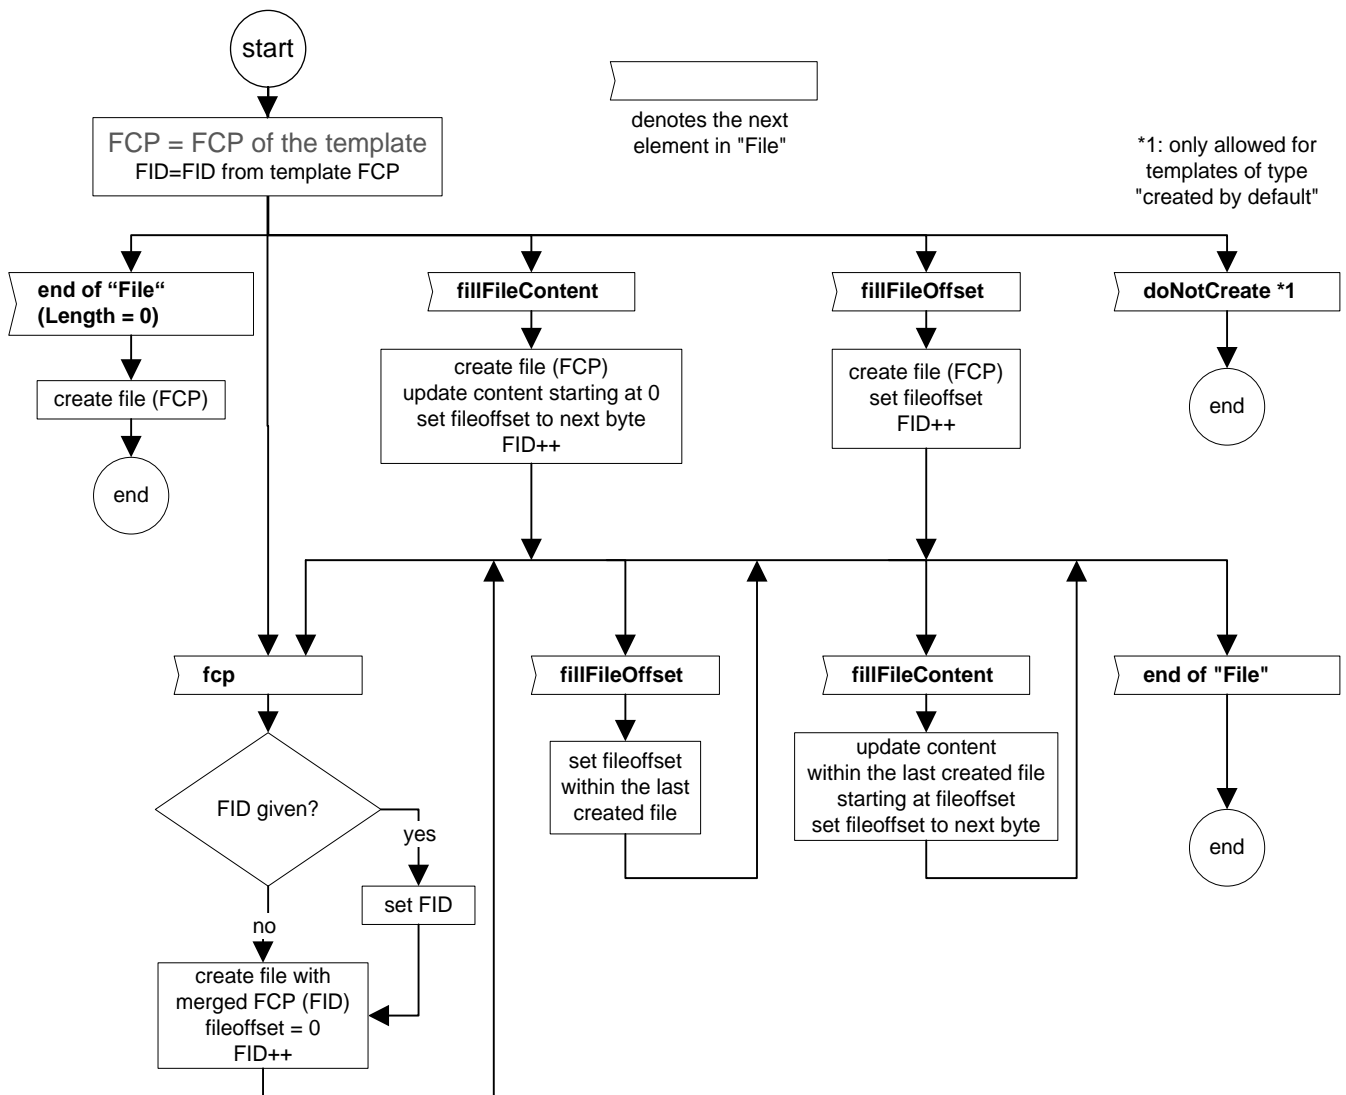 start
denotes the next
element in "File"
*1: only allowed for
templates of type
"created by default"
FCP = FCP of the template
FID=FID from template FCP
end of “File“
(Length = 0)
fillFileContent
fillFileOffset
doNotCreate *1
create file (FCP)
end
create file (FCP)
update content starting at 0
set fileoffset to next byte
FID++
create file (FCP)
set fileoffset
FID++
end
fcp
fillFileOffset
fillFileContent
end of "File"
FID given?
yes
set FID
no
create file with
merged FCP (FID)
fileoffset = 0
FID++
set fileoffset
within the last
created file
update content
within the last created file
starting at fileoffset
set fileoffset to next byte
end